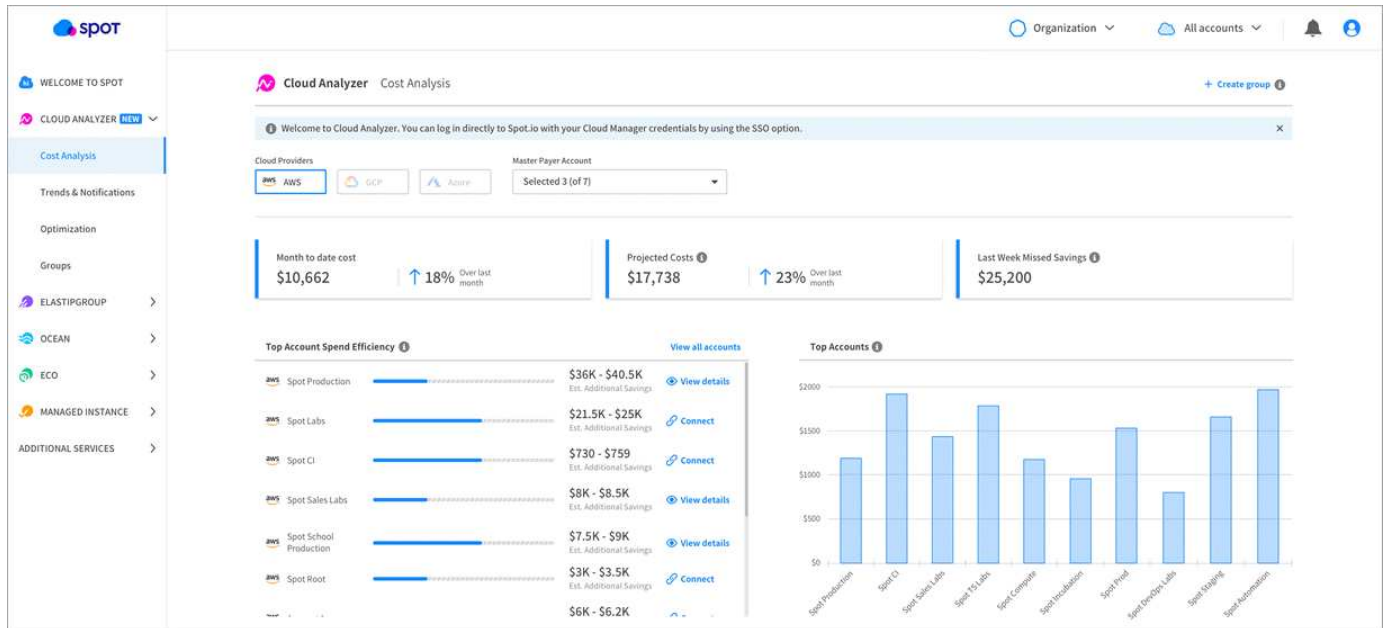 spot
Organization
All accounts
hi
WELCOME TO SPOT
CLOUD ANALYZER NEW
Cost Analysis
Trends & Notifications
Optimization
Groups
ELASTIPGROUP
OCEAN
ECO
MANAGED INSTANCE
ADDITIONAL SERVICES
Cloud Analyzer Cost Analysis
+ Create group
Welcome to Cloud Analyzer. You can log in directly to Spot.io with your Cloud Manager credentials by using the SSO option.
Cloud Providers
Master Payer Account
aws AWS
GCP
Azure
Selected 3 (of 7)
Month to date cost
$10,662
18% Over last
month
Projected Costs
$17,738
23% Over last
month
Last Week Missed Savings
$25,200
Top Account Spend Efficiency
View all accounts
aws Spot Production
$36K - $40.5K
Est. Additional Savings
View details
aws Spot Labs
$21.5K - $25K
Est. Additional Savings
Connect
aws Spot CI
$730 - $759
Est. Additional Savings
Connect
aws Spot Sales Labs
$8K - $8.5K
Est. Additional Savings
View details
aws Spot School
Production
$7.5K - $9K
Est. Additional Savings
View details
aws Spot Root
$3K - $3.5K
Est. Additional Savings
Connect
$6K - $6.2K
Top Accounts
$2000
$1500
$1000
$500
$0
Spot Production
Spot CI
Spot Sales Labs
Spot TS Labs
Spot Compute
Spot Incubation
Spot Prod
Spot DevOps Labs
Spot Staging
Spot Automation